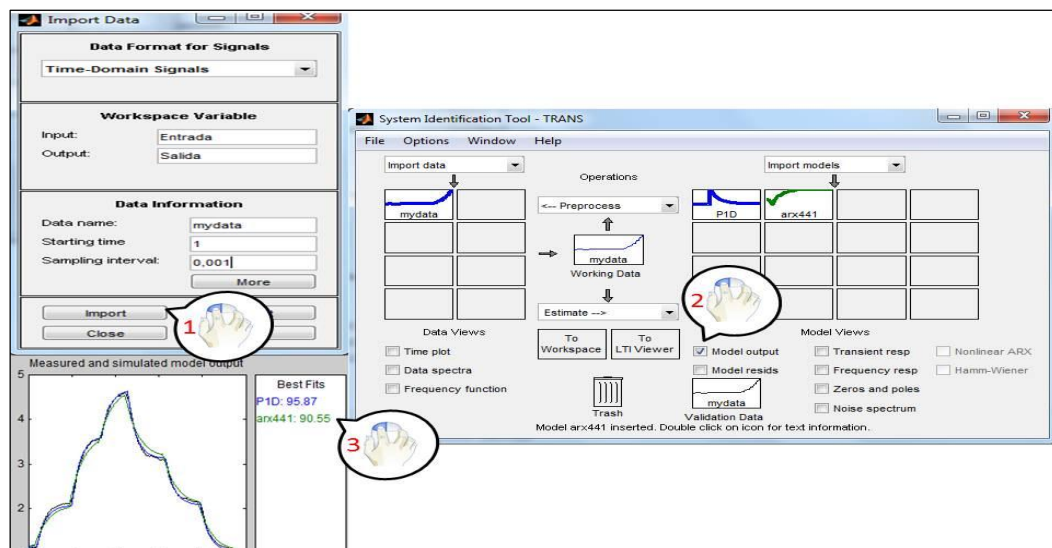 Import Data
Data Format for Signals
Time-Domain Signals
Workspace Variable
Input: Entrada
Output: Salida
Data Information
Data name: mydata
Starting time 1
Sampling interval: 0,001
More
Import
Close
1
System Identification Tool - TRANS
File Options Window Help
Import data
Operations
Import models
mydata
<-- Preprocess
P1D
arx441
mydata
Working Data
2
Estimate -->
Data Views
To Workspace
To LTI Viewer
Model Views
Time plot
Data spectra
Frequency function
Model output
Model resids
Transient resp
Frequency resp
Zeros and poles
Noise spectrum
Nonlinear ARX
Hamm-Wiener
Trash
mydata
Validation Data
Model arx441 inserted. Double click on icon for text information.
Measured and simulated model output
5
4
3
2
Best Fits
P1D: 95.87
arx441: 90.55
3